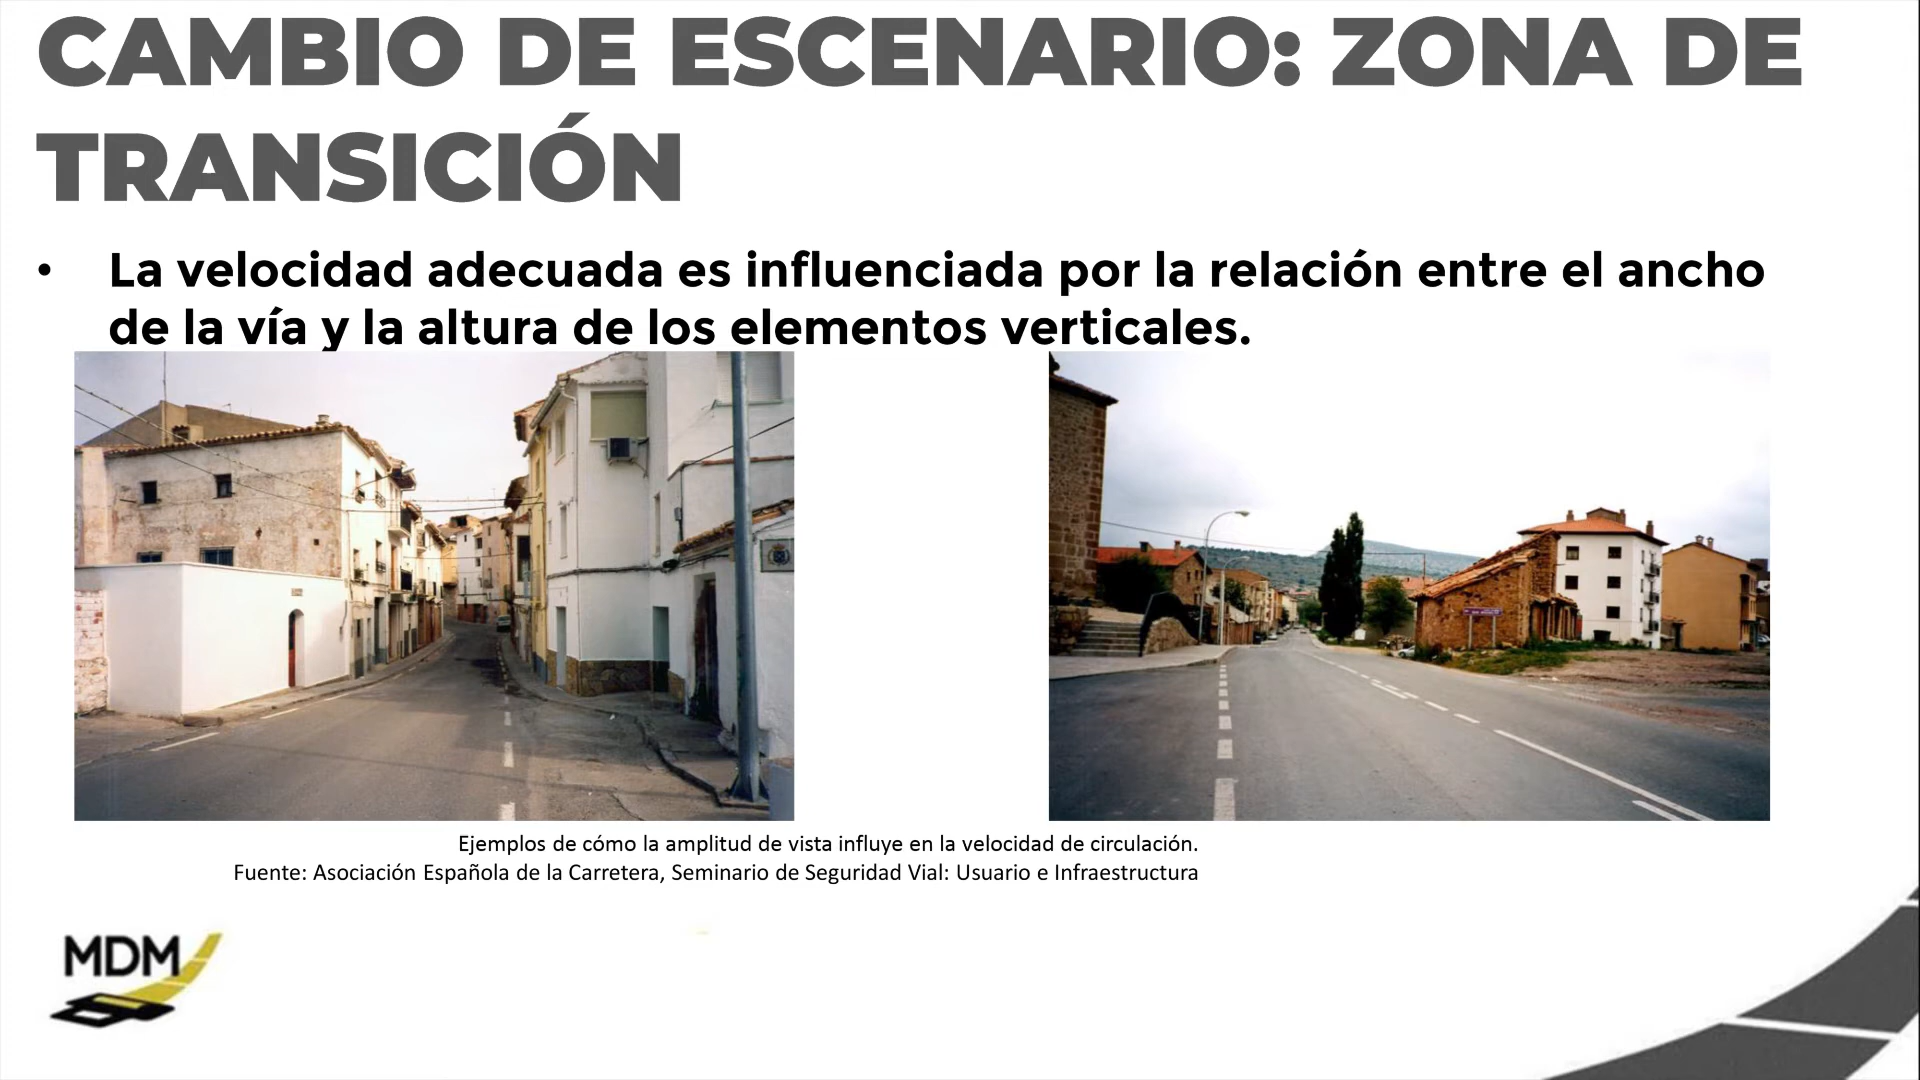 CAMBIO DE ESCENARIO: ZONA DE
TRANSICIÓN
• La velocidad adecuada es influenciada por la relación entre el ancho
de la vía y la altura de los elementos verticales.
Ejemplos de cómo la amplitud de vista influye en la velocidad de circulación.
Fuente: Asociación Española de la Carretera, Seminario de Seguridad Vial: Usuario e Infraestructura
MDM